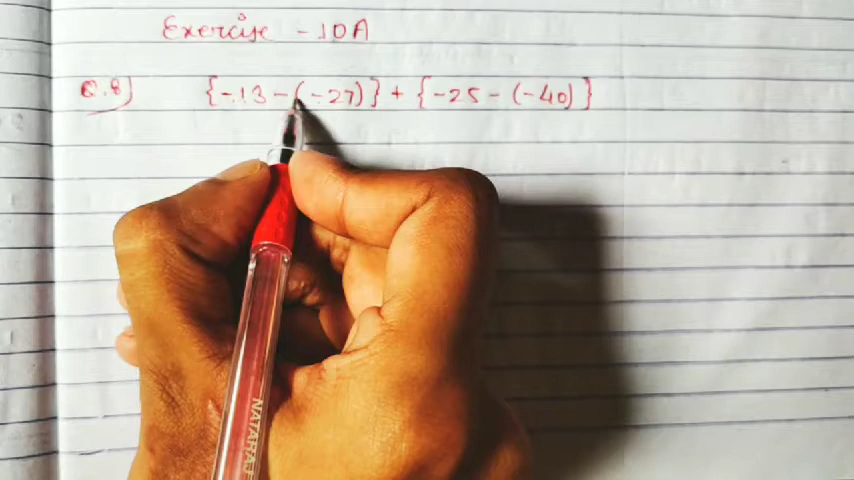 Exercise - 10A
Q.8) {-13-(-27)} + {-25-(-40)}
NATARAJ